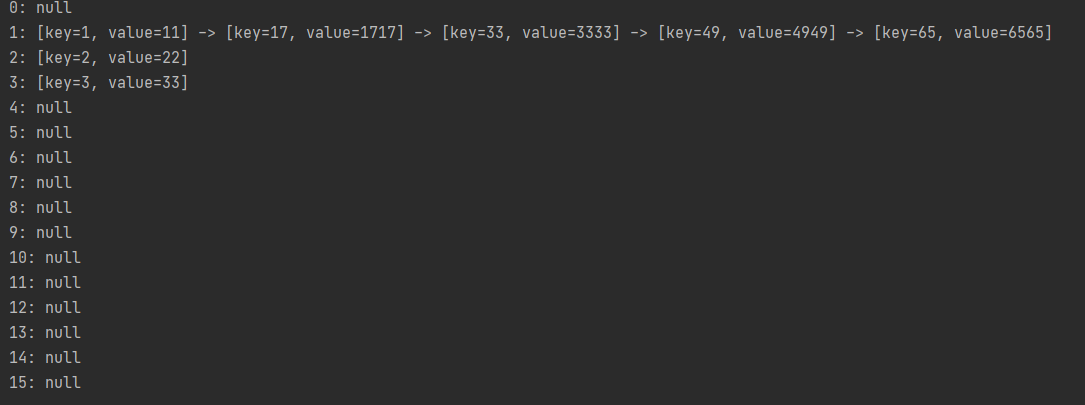 0: null
1: [key=1, value=11] -> [key=17, value=1717] -> [key=33, value=3333] -> [key=49, value=4949] -> [key=65, value=6565]
2: [key=2, value=22]
3: [key=3, value=33]
4: null
5: null
6: null
7: null
8: null
9: null
10: null
11: null
12: null
13: null
14: null
15: null